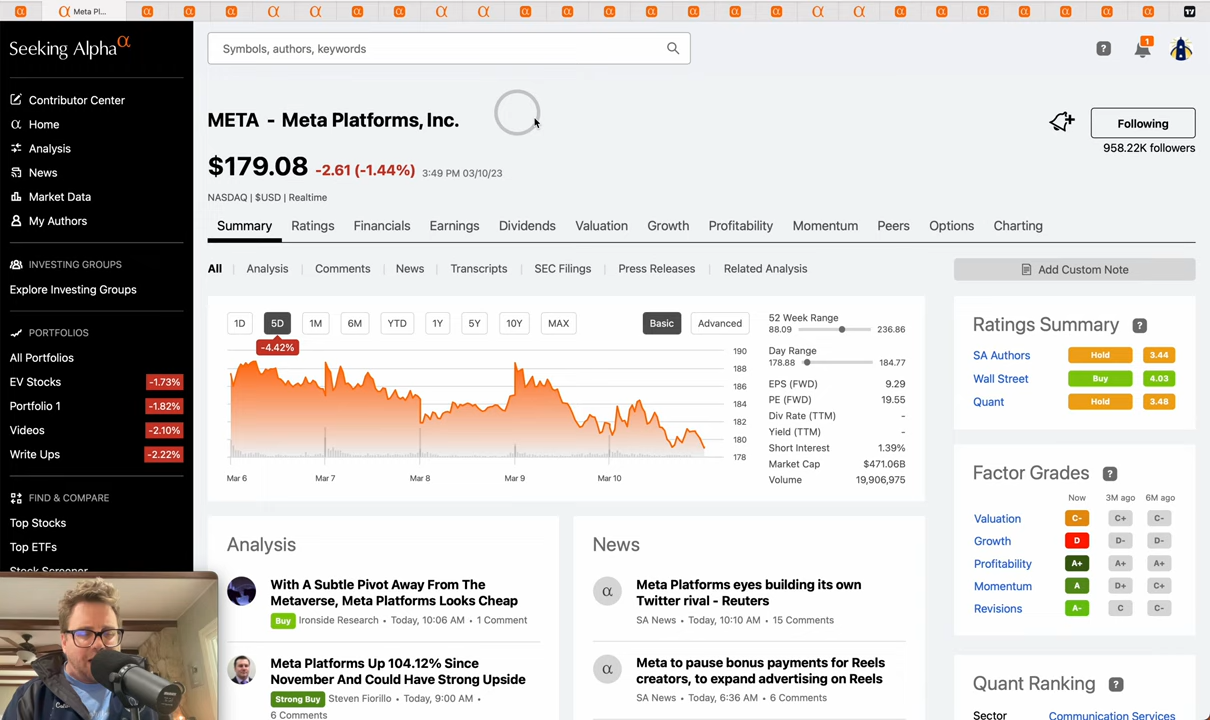 Meta Pl...
Seeking Alpha α
Symbols, authors, keywords
?
1
Contributor Center
Home
Analysis
News
Market Data
My Authors
INVESTING GROUPS
Explore Investing Groups
PORTFOLIOS
All Portfolios
EV Stocks -1.73%
Portfolio 1 -1.82%
Videos -2.10%
Write Ups -2.22%
FIND & COMPARE
Top Stocks
Top ETFs
Stock Screener
META - Meta Platforms, Inc.
Following
958.22K followers
$179.08 -2.61 (-1.44%) 3:49 PM 03/10/23
NASDAQ | $USD | Realtime
Summary Ratings Financials Earnings Dividends Valuation Growth Profitability Momentum Peers Options Charting
All Analysis Comments News Transcripts SEC Filings Press Releases Related Analysis
Add Custom Note
1D 5D 1M 6M YTD 1Y 5Y 10Y MAX Basic Advanced
-4.42%
190
188
186
184
182
180
178
Mar 6 Mar 7 Mar 8 Mar 9 Mar 10
52 Week Range
88.09 236.86
Day Range
178.88 184.77
EPS (FWD) 9.29
PE (FWD) 19.55
Div Rate (TTM) -
Yield (TTM) -
Short Interest 1.39%
Market Cap $471.06B
Volume 19,906,975
Ratings Summary ?
SA Authors Hold 3.44
Wall Street Buy 4.03
Quant Hold 3.48
Factor Grades ?
Now 3M ago 6M ago
Valuation C- C+ C-
Growth D D- D-
Profitability A+ A+ A+
Momentum A D+ C+
Revisions A- C C-
Quant Ranking ?
Sector Communication Services
Analysis
With A Subtle Pivot Away From The
Metaverse, Meta Platforms Looks Cheap
Buy Ironside Research • Today, 10:06 AM • 1 Comment
Meta Platforms Up 104.12% Since
November And Could Have Strong Upside
Strong Buy Steven Fiorillo • Today, 9:00 AM •
6 Comments
News
α
Meta Platforms eyes building its own
Twitter rival - Reuters
SA News • Today, 10:10 AM • 15 Comments
α
Meta to pause bonus payments for Reels
creators, to expand advertising on Reels
SA News • Today, 6:36 AM • 6 Comments